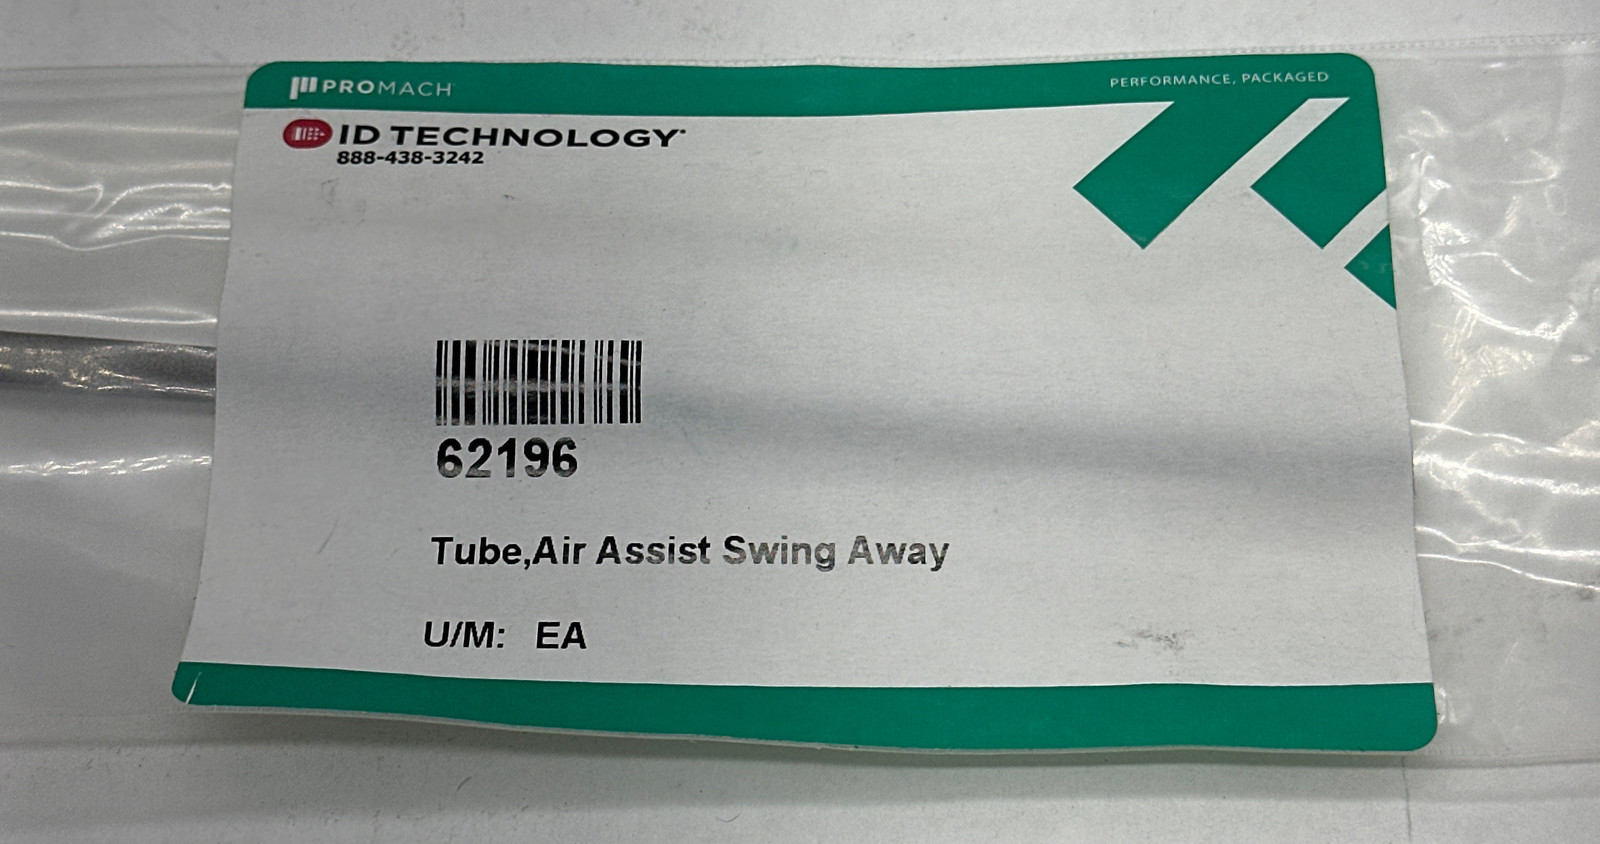 PROMACH
PERFORMANCE, PACKAGED
ID TECHNOLOGY
888-438-3242
62196
Tube,Air Assist Swing Away
U/M: EA